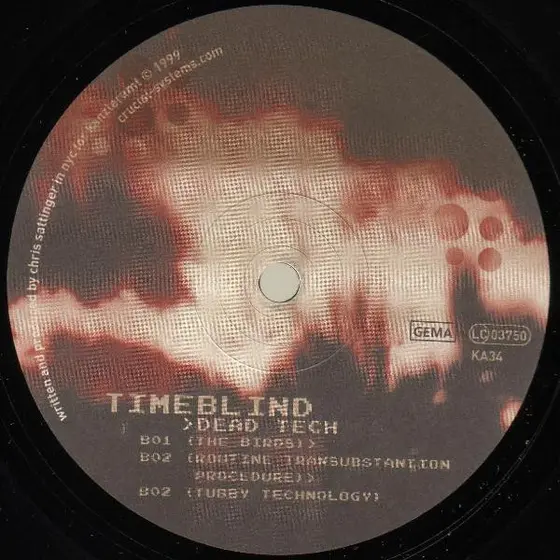 written and produced by chris sattinger in nyc for kanzleramt © 1999
crucial-systems.com
GEMA
LC 03750
KA34
TIMEBLIND
>DEAD TECH
B01 (THE BIRDS)>
B02 (ROUTINE TRANSUBSTANTION
PROCEDURE)>
B02 (TUBBY TECHNOLOGY)